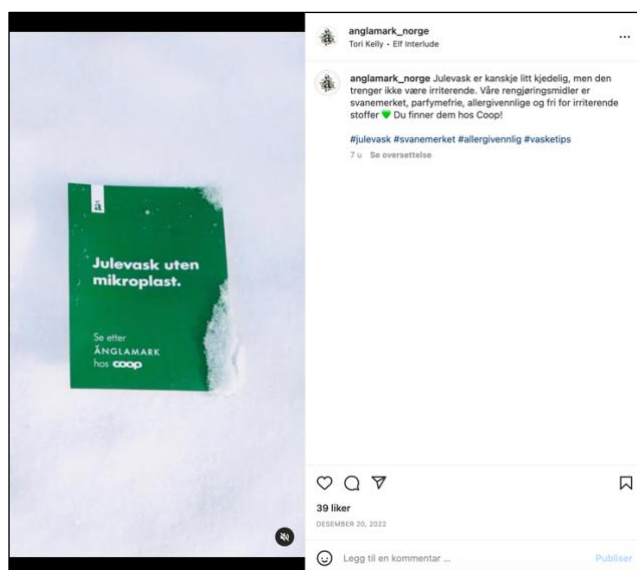 å
Julevask uten
mikroplast.
Se etter
ÄNGLAMARK
hos coop
anglamark_norge
Tori Kelly • Elf Interlude
anglamark_norge Julevask er kanskje litt kjedelig, men den
trenger ikke være irriterende. Våre rengjøringsmidler er
svanemerket, parfymefrie, allergivennlige og fri for irriterende
stoffer 💚 Du finner dem hos Coop!
#julevask #svanemerket #allergivennlig #vasketips
7 u Se oversettelse
39 liker
DESEMBER 20, 2022
Legg til en kommentar ...
Publiser